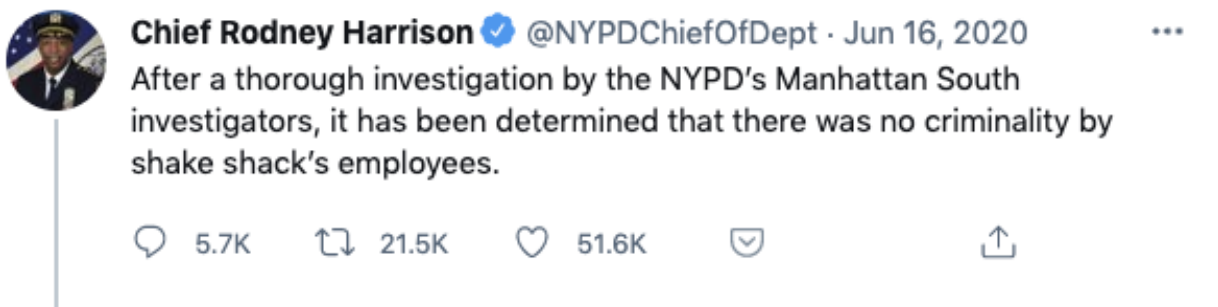 Chief Rodney Harrison @NYPDChiefOfDept · Jun 16, 2020
After a thorough investigation by the NYPD's Manhattan South
investigators, it has been determined that there was no criminality by
shake shack's employees.
5.7K 21.5K 51.6K